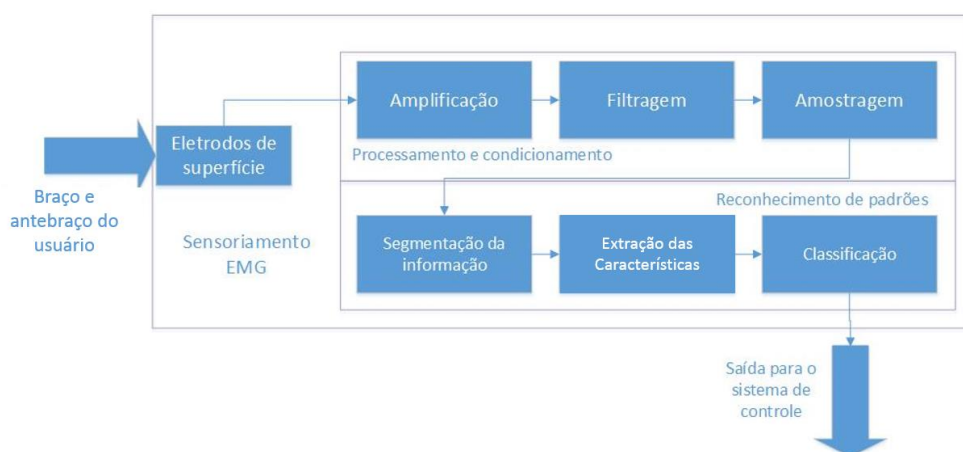 Amplificação
Filtragem
Amostragem
Eletrodos de
superfície
Processamento e condicionamento
Braço e
antebraço do
usuário
Reconhecimento de padrões
Sensoriamento
EMG
Segmentação da
informação
Extração das
Características
Classificação
Saída para o
sistema de
controle